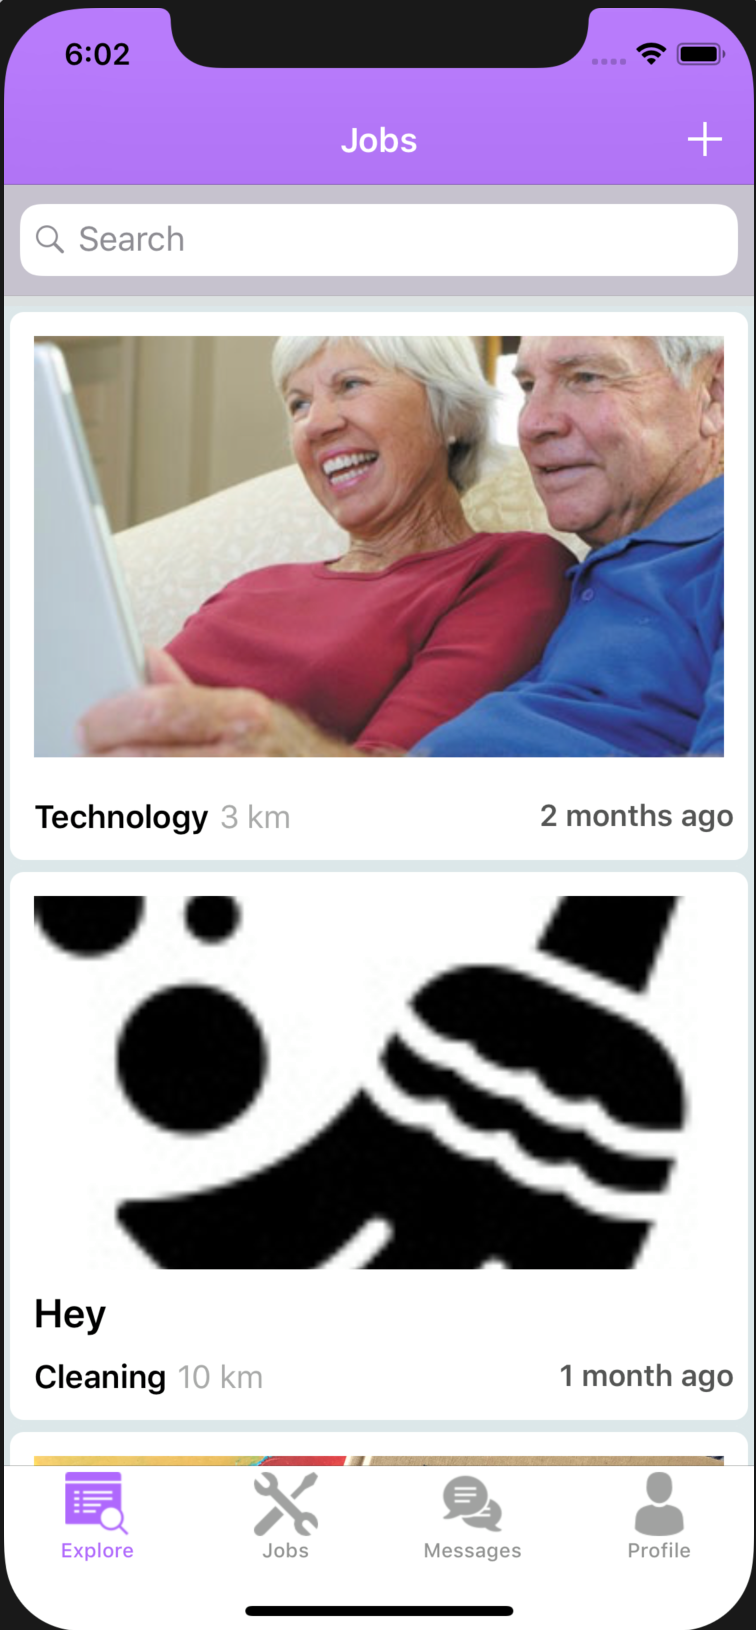 6:02
Jobs
Search
Technology 3 km 2 months ago
Hey
Cleaning 10 km 1 month ago
Explore Jobs Messages Profile